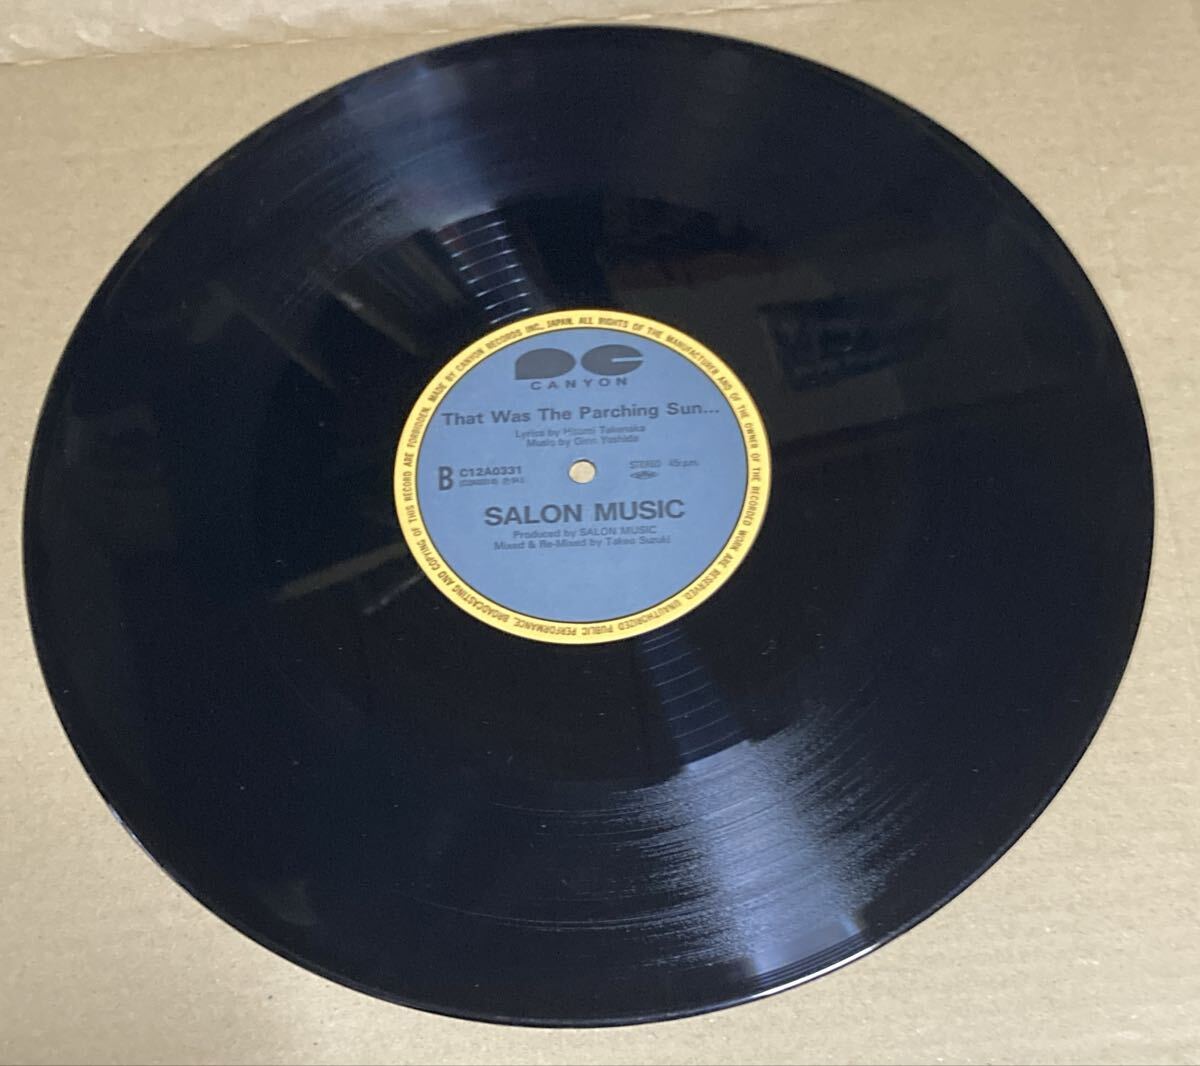 CANYON
That Was The Parching Sun...
Lyrics by Hitomi Takenaka
Music by Ginn Yoshida
B C12A0331 STEREO 45r.p.m.
SALON MUSIC
Produced by SALON MUSIC
Mixed & Re-Mixed by Takeo Suzuki
MADE BY CANYON RECORDS INC., JAPAN. ALL RIGHTS OF THE MANUFACTURER AND OF THE OWNER OF THE RECORDED WORK ARE RESERVED. UNAUTHORIZED PUBLIC PERFORMANCE, BROADCASTING AND COPYING OF THIS RECORD ARE FORBIDDEN.